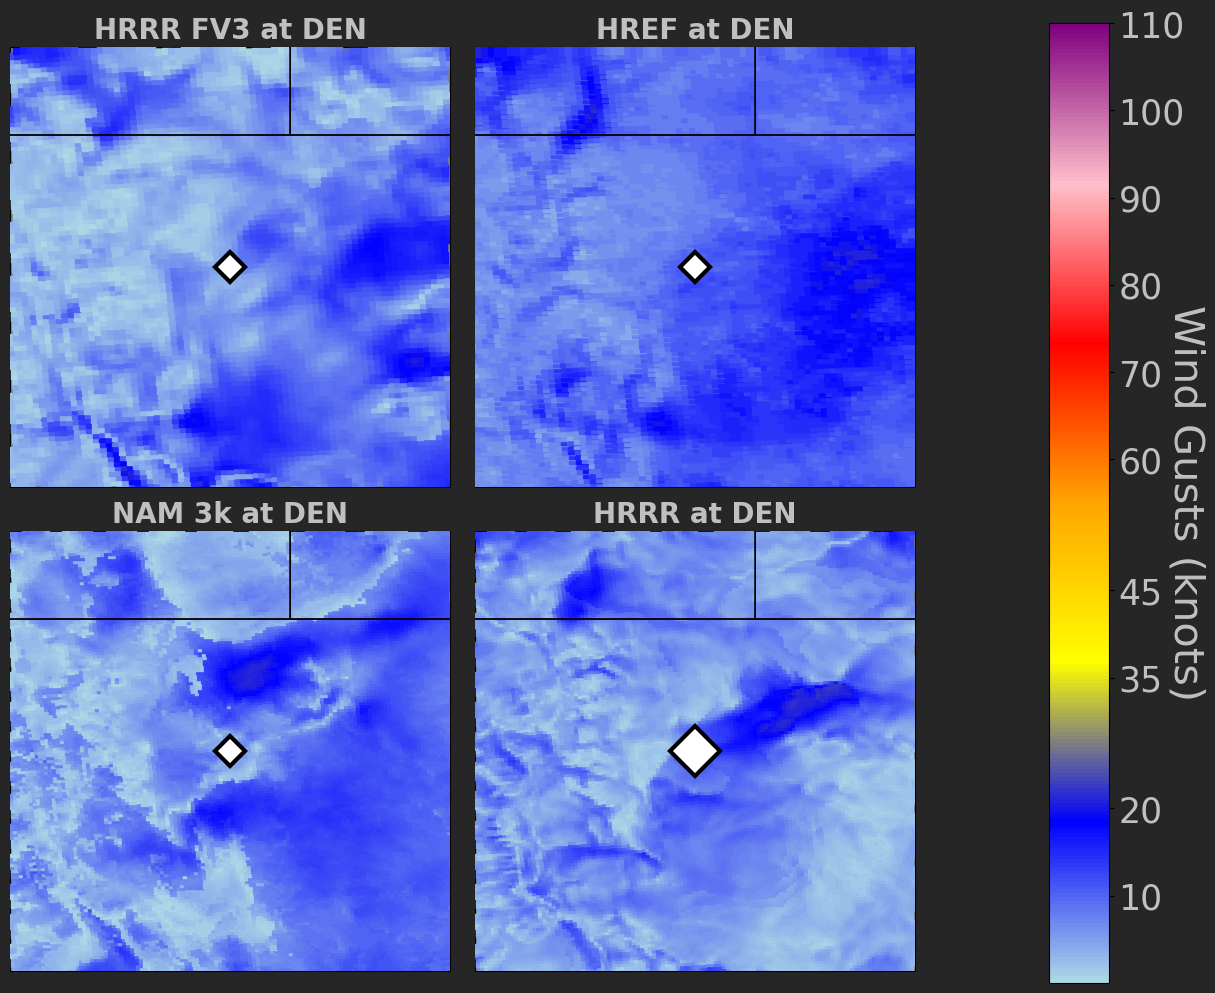 HRRR FV3 at DEN
HREF at DEN
NAM 3k at DEN
HRRR at DEN
110
100
90
80
70
60
45
35
20
10
Wind Gusts (knots)